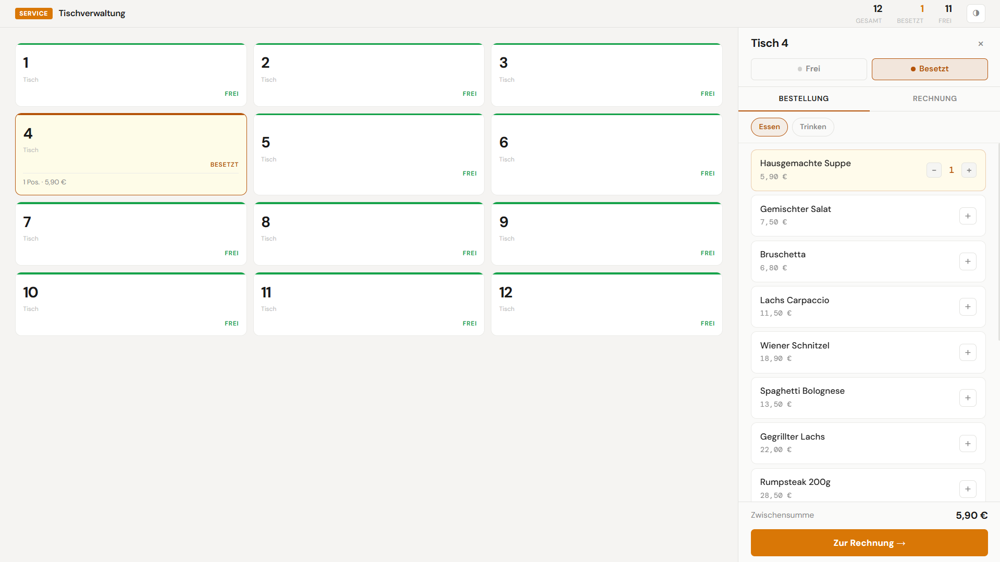 SERVICE Tischverwaltung
12 GESAMT
1 BESETZT
11 FREI
1
Tisch
FREI
2
Tisch
FREI
3
Tisch
FREI
4
Tisch
BESETZT
1 Pos. · 5,90 €
5
Tisch
FREI
6
Tisch
FREI
7
Tisch
FREI
8
Tisch
FREI
9
Tisch
FREI
10
Tisch
FREI
11
Tisch
FREI
12
Tisch
FREI
Tisch 4 ×
Frei Besetzt
BESTELLUNG RECHNUNG
Essen Trinken
Hausgemachte Suppe
5,90 €
− 1 +
Gemischter Salat
7,50 €
+
Bruschetta
6,80 €
+
Lachs Carpaccio
11,50 €
+
Wiener Schnitzel
18,90 €
+
Spaghetti Bolognese
13,50 €
+
Gegrillter Lachs
22,00 €
+
Rumpsteak 200g
28,50 €
+
Zwischensumme 5,90 €
Zur Rechnung →